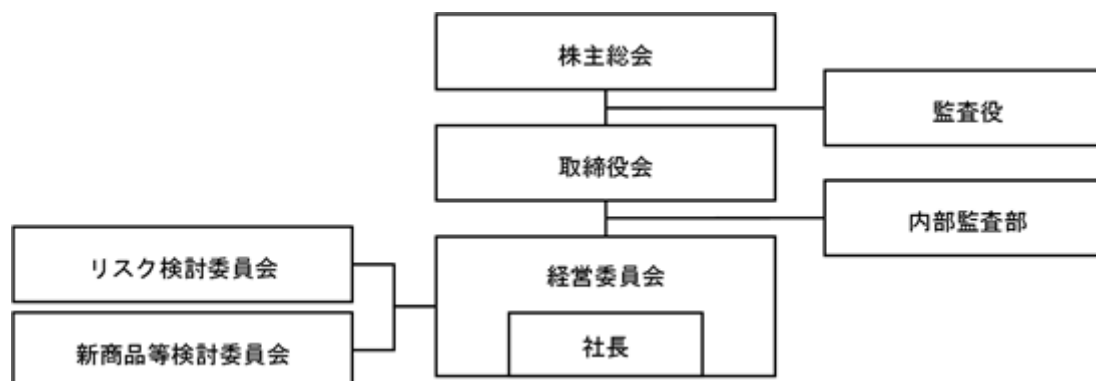 株主総会
監査役
取締役会
内部監査部
リスク検討委員会
経営委員会
新商品等検討委員会
社長